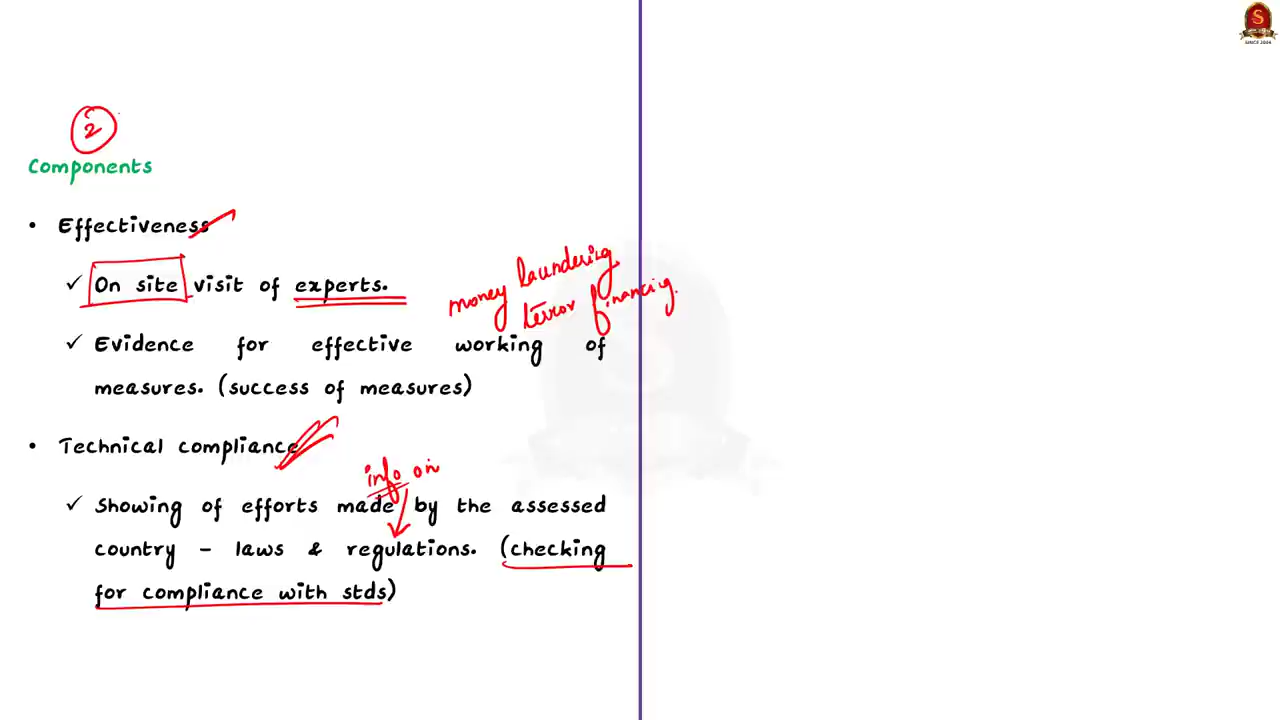 S
SINCE 2004
2
Components
• Effectiveness
✓ On site visit of experts.
money laundering
terror financing.
✓ Evidence for effective working of
measures. (success of measures)
• Technical compliance
info on
✓ Showing of efforts made by the assessed
country – laws & regulations. (checking
for compliance with stds)